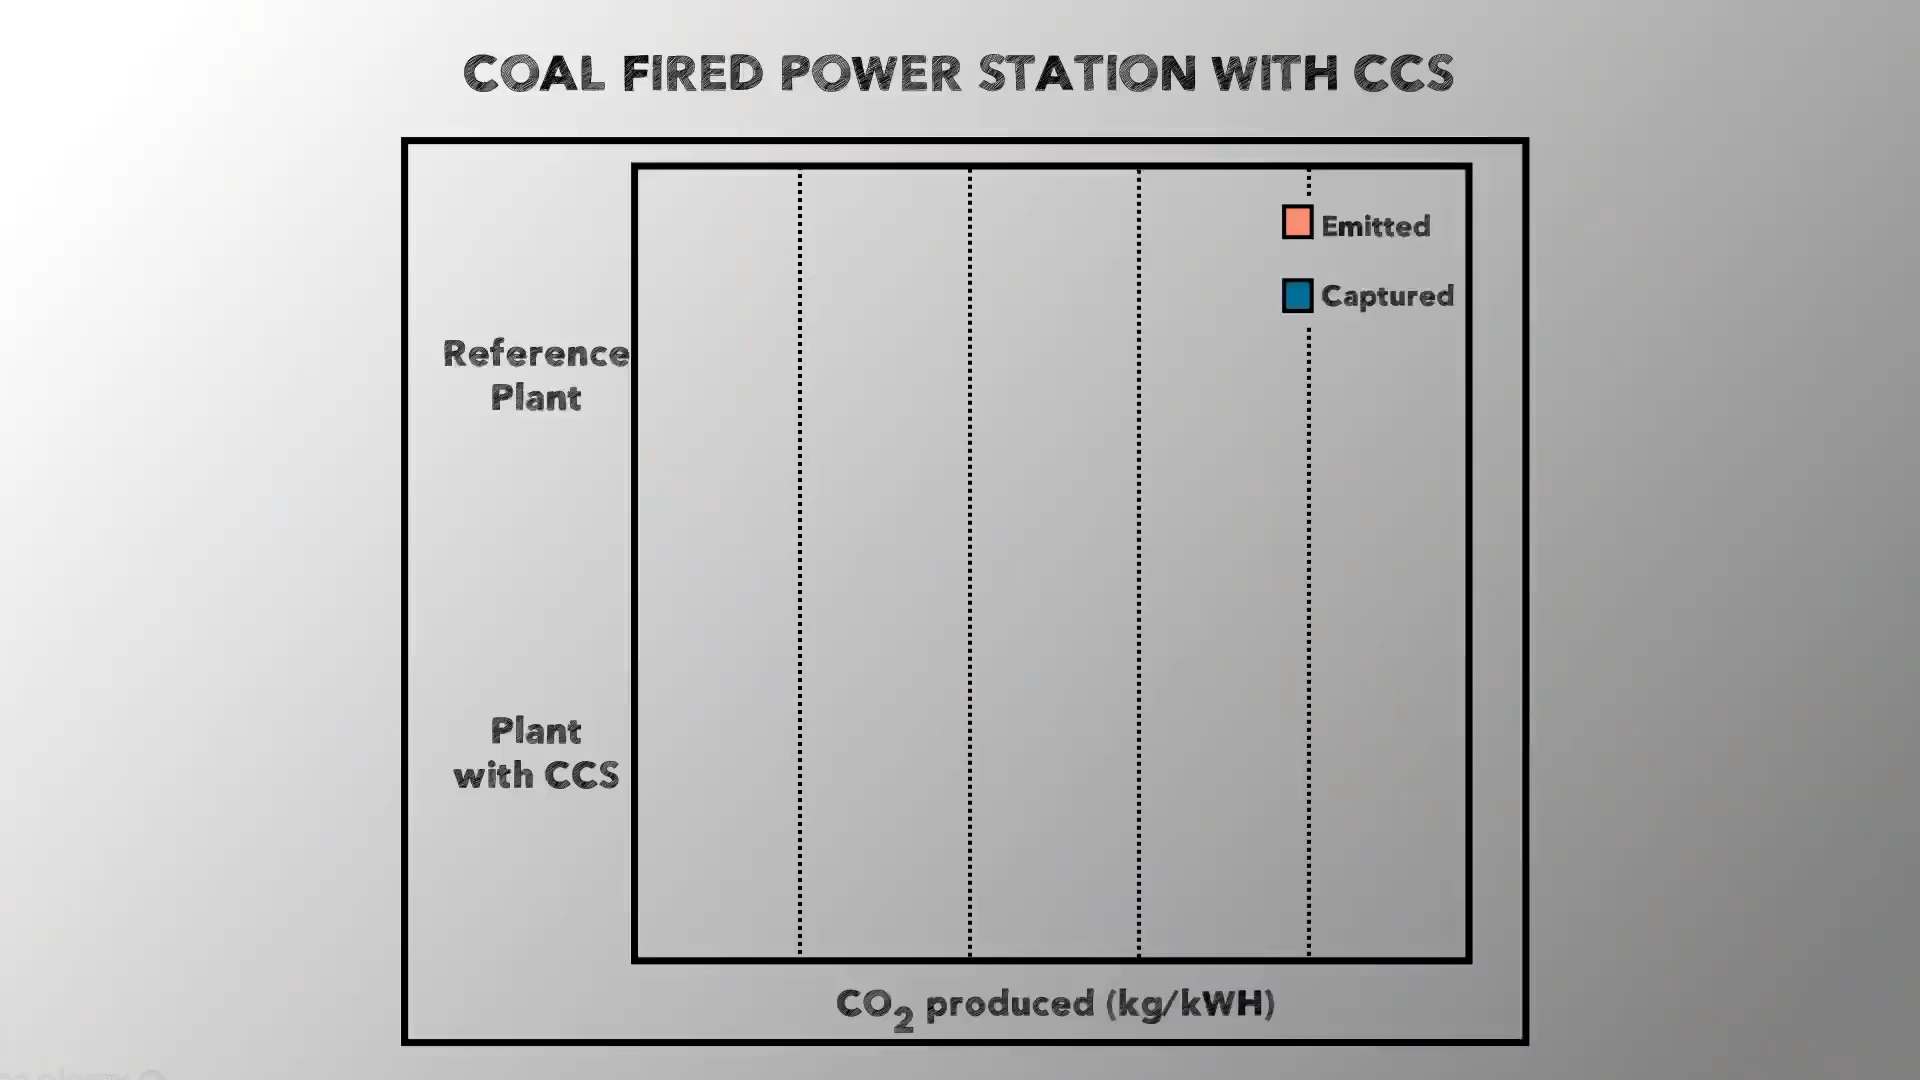 COAL FIRED POWER STATION WITH CCS
Emitted
Captured
Reference
Plant
Plant
with CCS
CO₂ produced (kg/kWH)